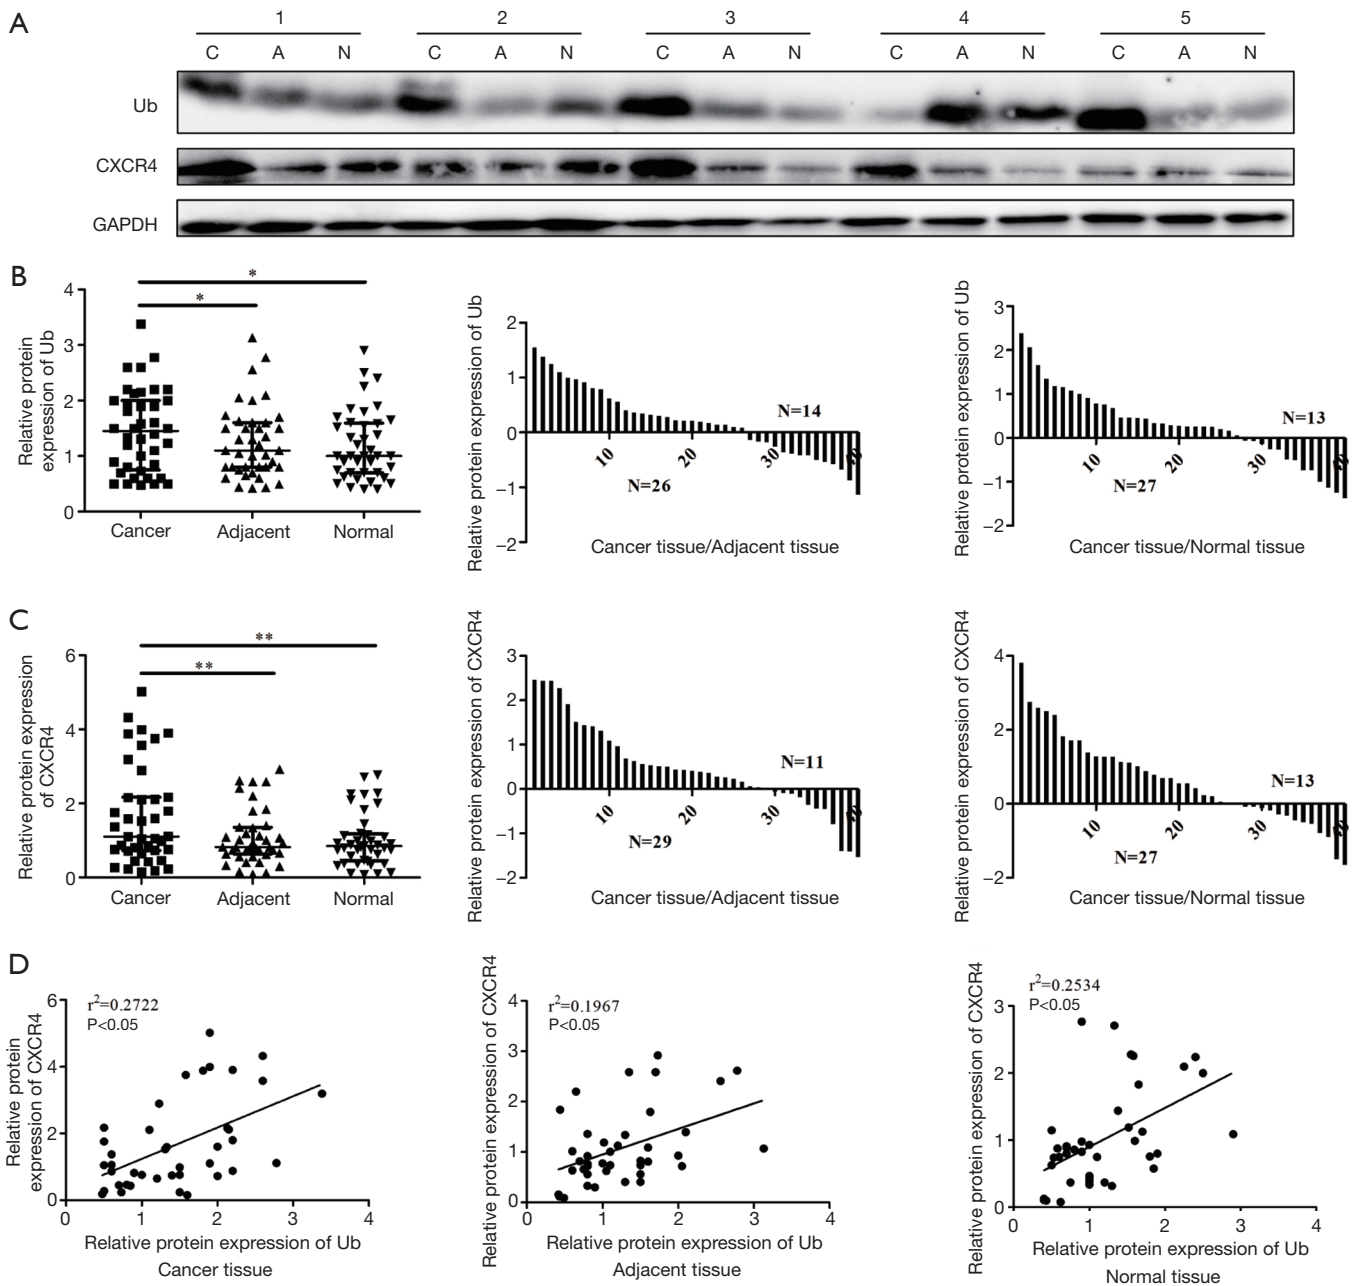 A
1 2 3 4 5
C A N C A N C A N C A N C A N
Ub
CXCR4
GAPDH
B
Relative protein
expression of Ub
4
3
2
1
0
*
*
Cancer Adjacent Normal
Relative protein expression of Ub
2
1
0
−1
−2
10 20 30 40
N=14
N=26
Cancer tissue/Adjacent tissue
Relative protein expression of Ub
3
2
1
0
−1
−2
10 20 30 40
N=13
N=27
Cancer tissue/Normal tissue
C
Relative protein expression
of CXCR4
6
4
2
0
**
**
Cancer Adjacent Normal
Relative protein expression of CXCR4
3
2
1
0
−1
−2
10 20 30 40
N=11
N=29
Cancer tissue/Adjacent tissue
Relative protein expression of CXCR4
4
2
0
−2
10 20 30 40
N=13
N=27
Cancer tissue/Normal tissue
D
Relative protein
expression of CXCR4
6
4
2
0
r²=0.2722
P<0.05
0 1 2 3 4
Relative protein expression of Ub
Cancer tissue
Relative protein expression of CXCR4
4
3
2
1
0
r²=0.1967
P<0.05
0 1 2 3 4
Relative protein expression of Ub
Adjacent tissue
Relative protein expression of CXCR4
3
2
1
0
r²=0.2534
P<0.05
0 1 2 3 4
Relative protein expression of Ub
Normal tissue